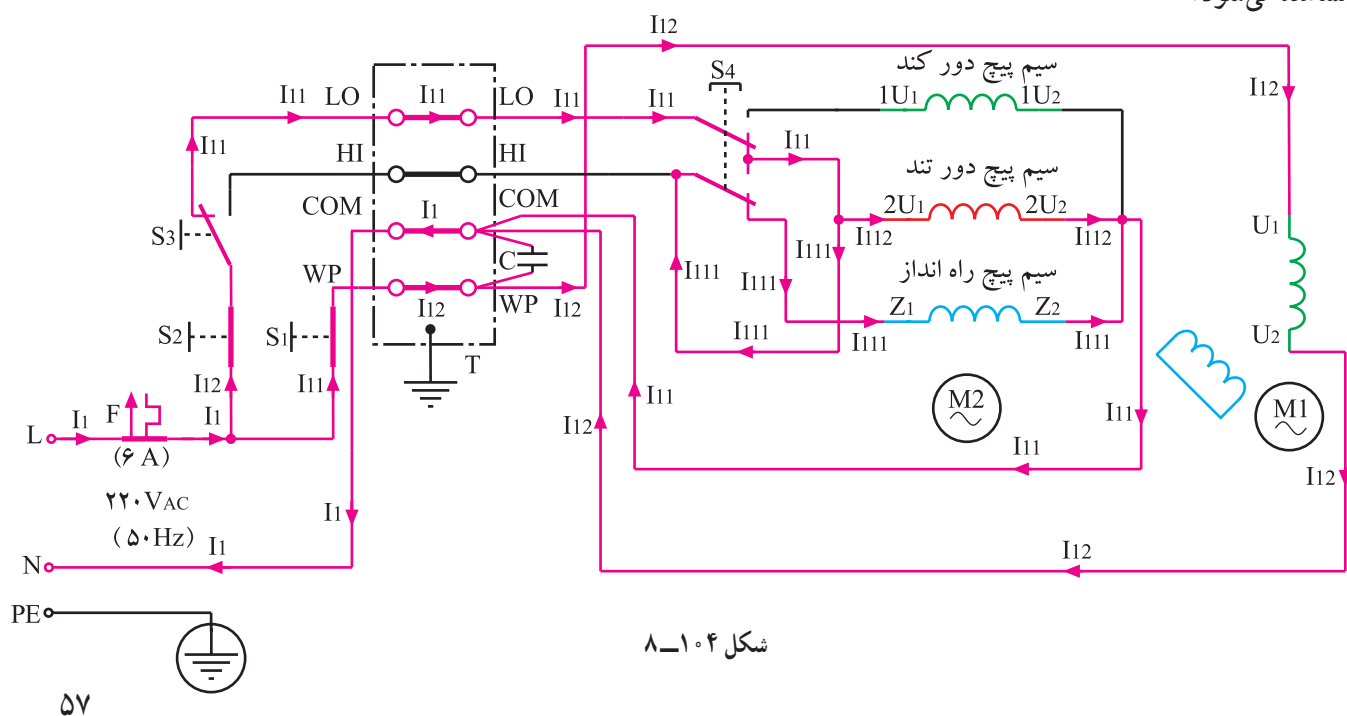 I12
سیم پیچ دور کند
S4
I11 LO I11 LO I11 I11 1U1 1U2 I12
I11 HI HI I11
سیم پیچ دور تند
COM I1 COM 2U1 2U2
S3 I112 I112 U1
WP C I111 I111 I111
سیم پیچ راه انداز
I12 WP I12 Z1 Z2
S2 S1 I111 I111 I111 U2
T
I12 I11 I11 M2 M1
L I1 F I1 I12 I11
(۶ A) I11
۲۲۰VAC I12
(۵۰Hz) I1
N I1 I12
PE
شکل ۱۰۴ــ۸
۵۷